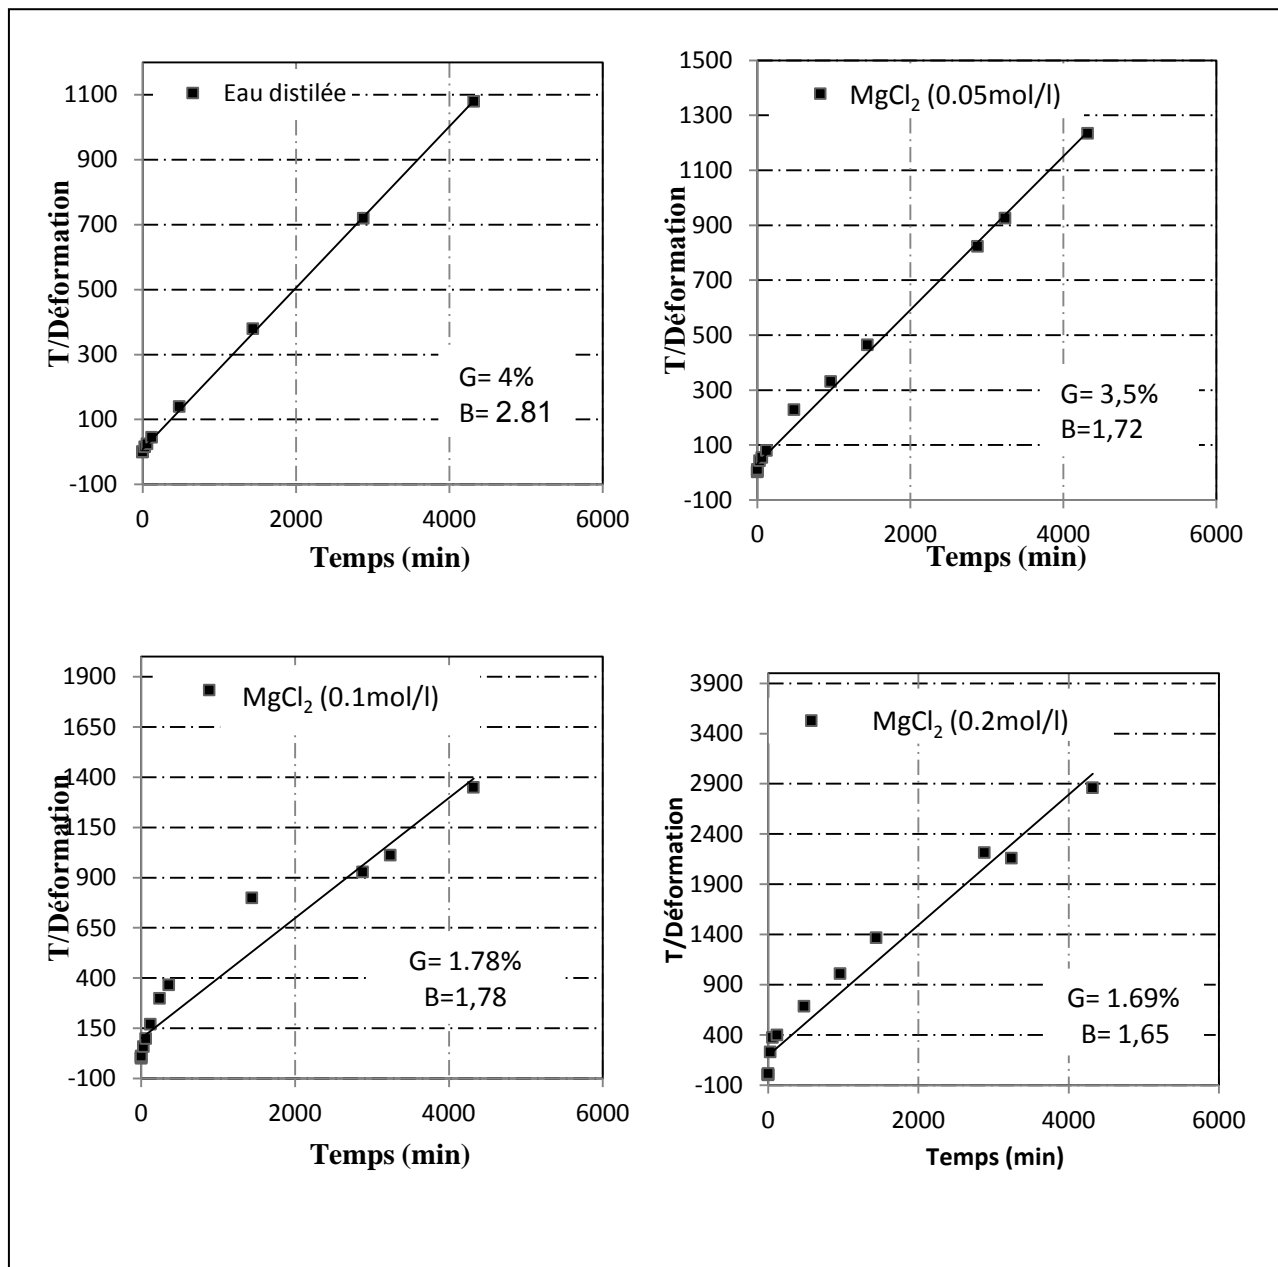 Eau distilée
1100
900
700
500
300
100
-100
T/Déformation
G= 4%
B= 2.81
0 2000 4000 6000
Temps (min)
MgCl₂ (0.05mol/l)
1500
1300
1100
900
700
500
300
100
-100
T/Déformation
G= 3,5%
B=1,72
0 2000 4000 6000
Temps (min)
MgCl₂ (0.1mol/l)
1900
1650
1400
1150
900
650
400
150
-100
T/Déformation
G= 1.78%
B=1,78
0 2000 4000 6000
Temps (min)
MgCl₂ (0.2mol/l)
3900
3400
2900
2400
1900
1400
900
400
-100
T/Déformation
G= 1.69%
B= 1,65
0 2000 4000 6000
Temps (min)